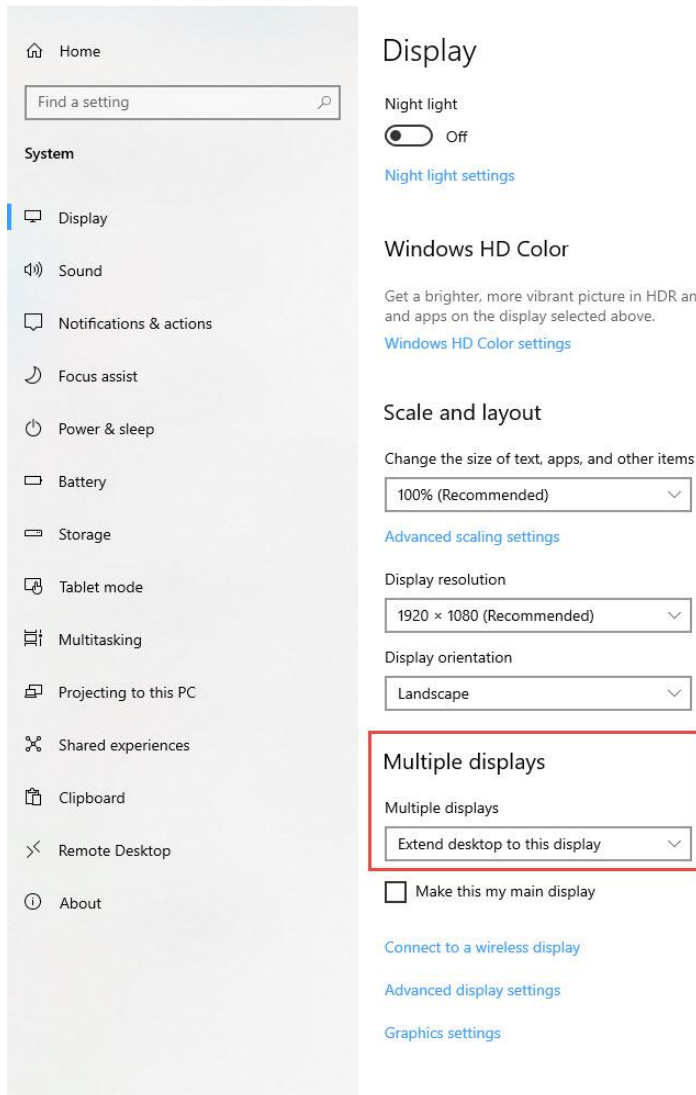 Home
Find a setting
System
Display
Sound
Notifications & actions
Focus assist
Power & sleep
Battery
Storage
Tablet mode
Multitasking
Projecting to this PC
Shared experiences
Clipboard
Remote Desktop
About
Display
Night light
Off
Night light settings
Windows HD Color
Get a brighter, more vibrant picture in HDR an
and apps on the display selected above.
Windows HD Color settings
Scale and layout
Change the size of text, apps, and other items
100% (Recommended)
Advanced scaling settings
Display resolution
1920 × 1080 (Recommended)
Display orientation
Landscape
Multiple displays
Multiple displays
Extend desktop to this display
Make this my main display
Connect to a wireless display
Advanced display settings
Graphics settings